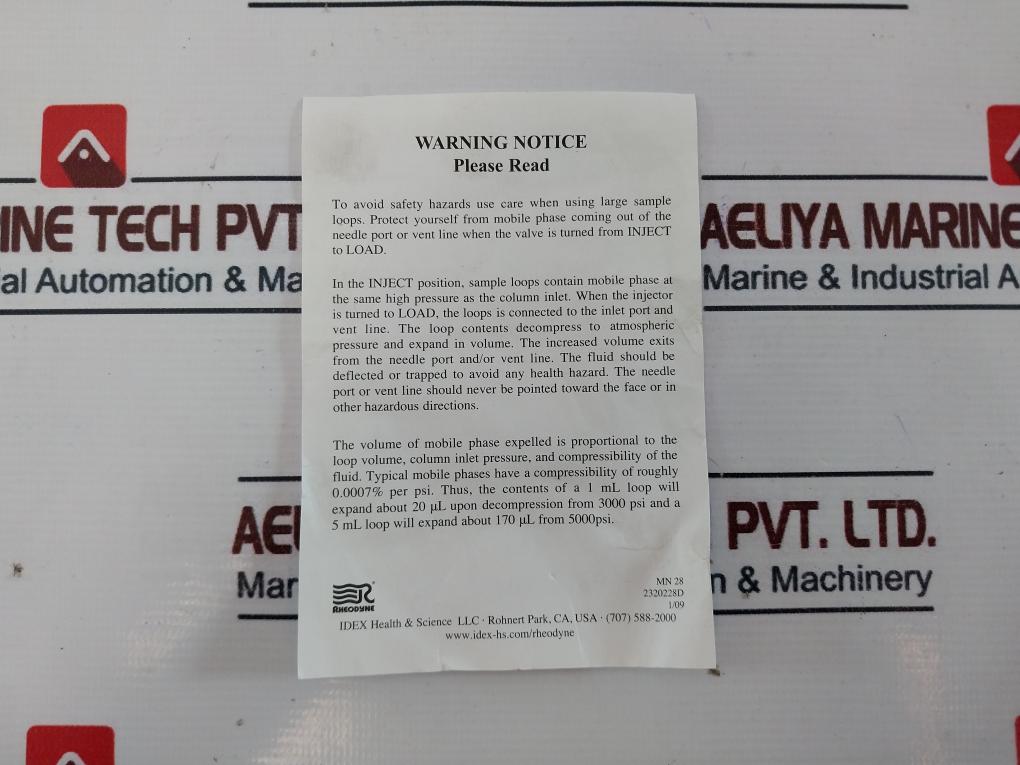 WARNING NOTICE
Please Read
To avoid safety hazards use care when using large sample
loops. Protect yourself from mobile phase coming out of the
needle port or vent line when the valve is turned from INJECT
to LOAD.
In the INJECT position, sample loops contain mobile phase at
the same high pressure as the column inlet. When the injector
is turned to LOAD, the loops is connected to the inlet port and
vent line. The loop contents decompress to atmospheric
pressure and expand in volume. The increased volume exits
from the needle port and/or vent line. The fluid should be
deflected or trapped to avoid any health hazard. The needle
port or vent line should never be pointed toward the face or in
other hazardous directions.
The volume of mobile phase expelled is proportional to the
loop volume, column inlet pressure, and compressibility of the
fluid. Typical mobile phases have a compressibility of roughly
0.0007% per psi. Thus, the contents of a 1 mL loop will
expand about 20 µL upon decompression from 3000 psi and a
5 mL loop will expand about 170 µL from 5000psi.
RHEODYNE
MN 28
2320228D
1/09
IDEX Health & Science LLC · Rohnert Park, CA, USA · (707) 588-2000
www.idex-hs.com/rheodyne
INE TECH PVT
al Automation & Ma
AELIYA MARINE
Marine & Industrial A
AEL PVT. LTD.
Mar n & Machinery